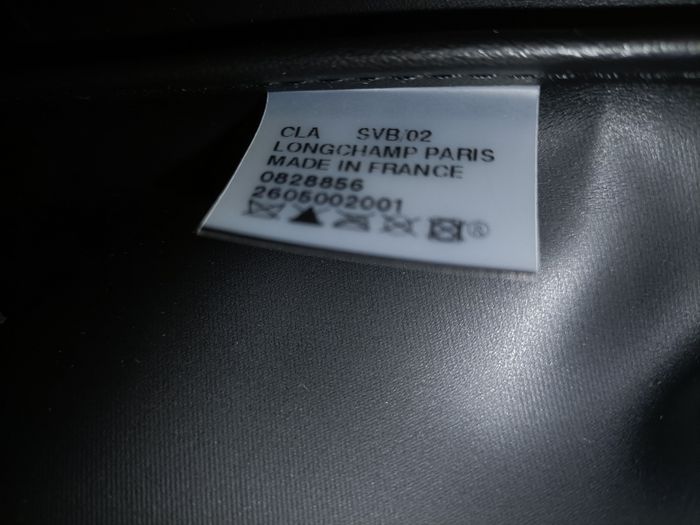 CLA SVB/02
LONGCHAMP PARIS
MADE IN FRANCE
0828856
2605002001
®